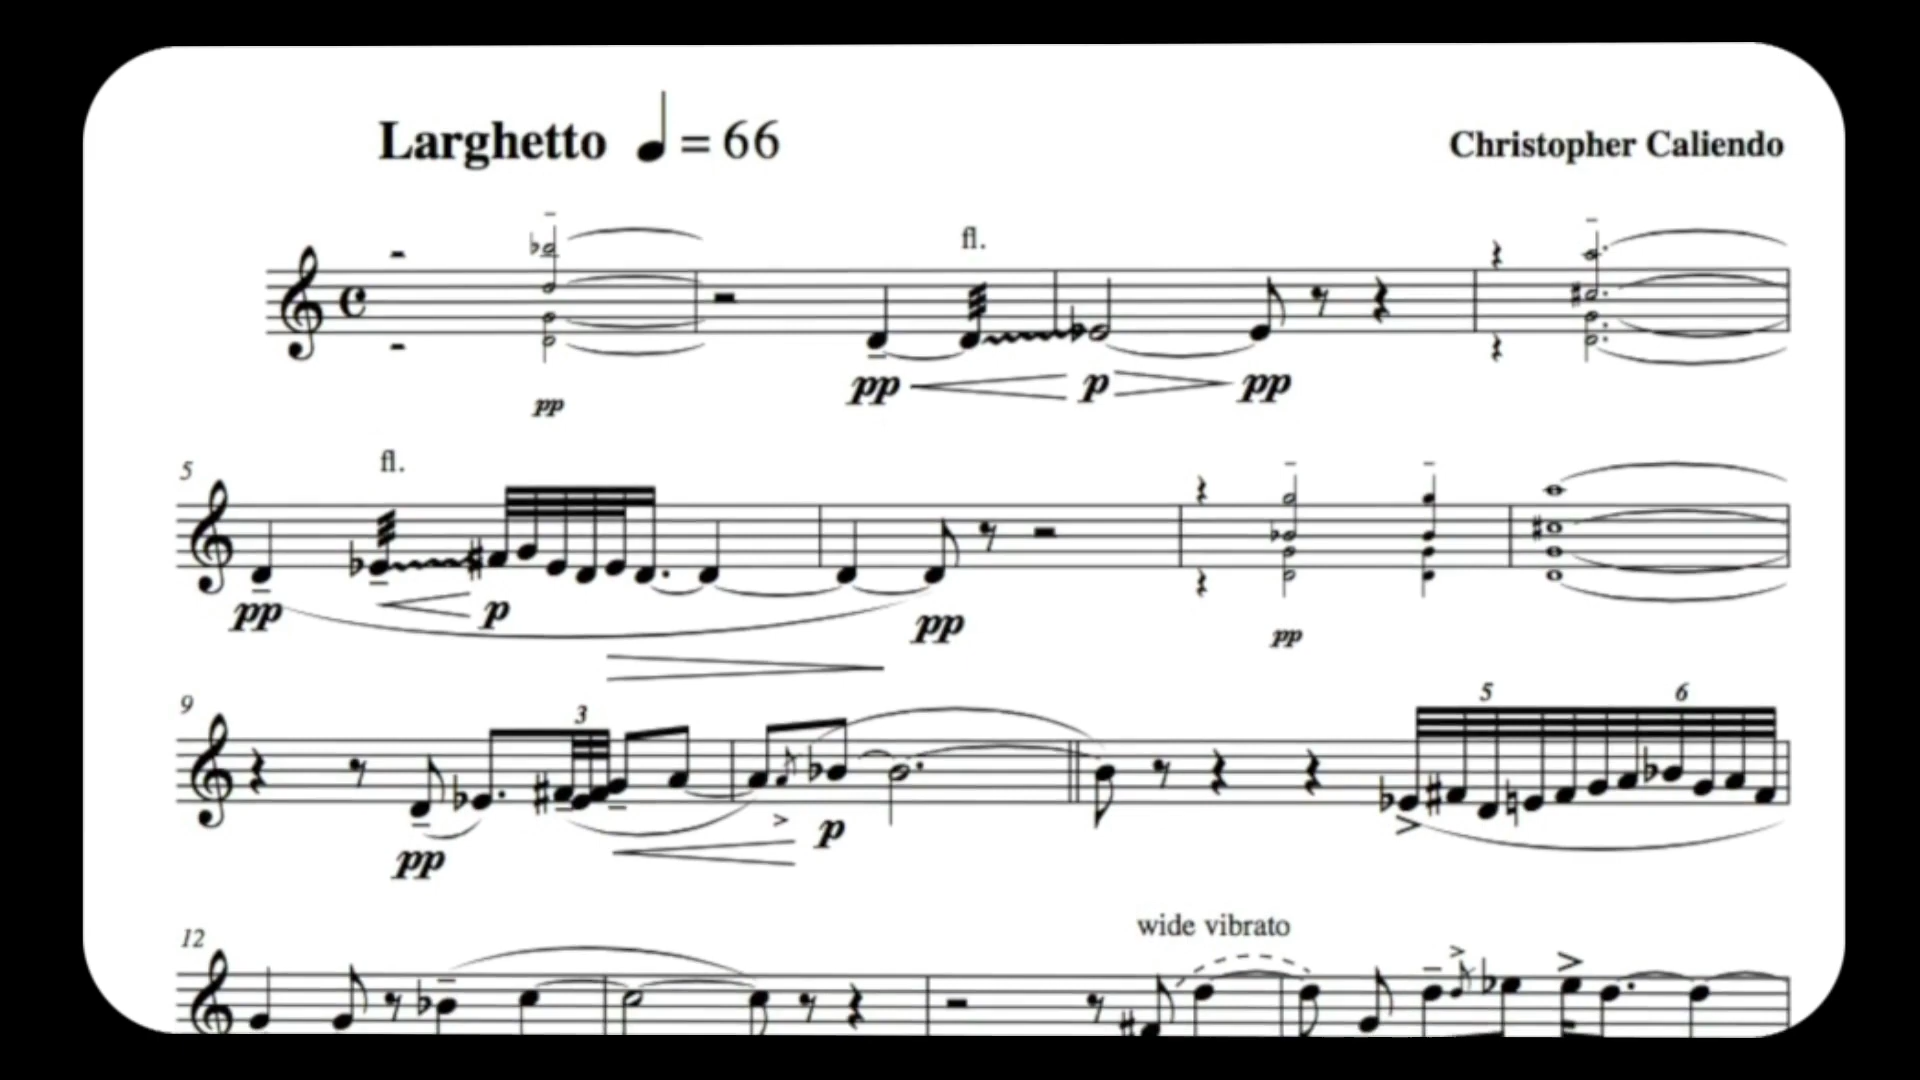 Larghetto ♩ = 66
Christopher Caliendo
fl.
pp pp p pp
5
fl.
pp p pp pp
9
3 5 6
pp p
12
wide vibrato